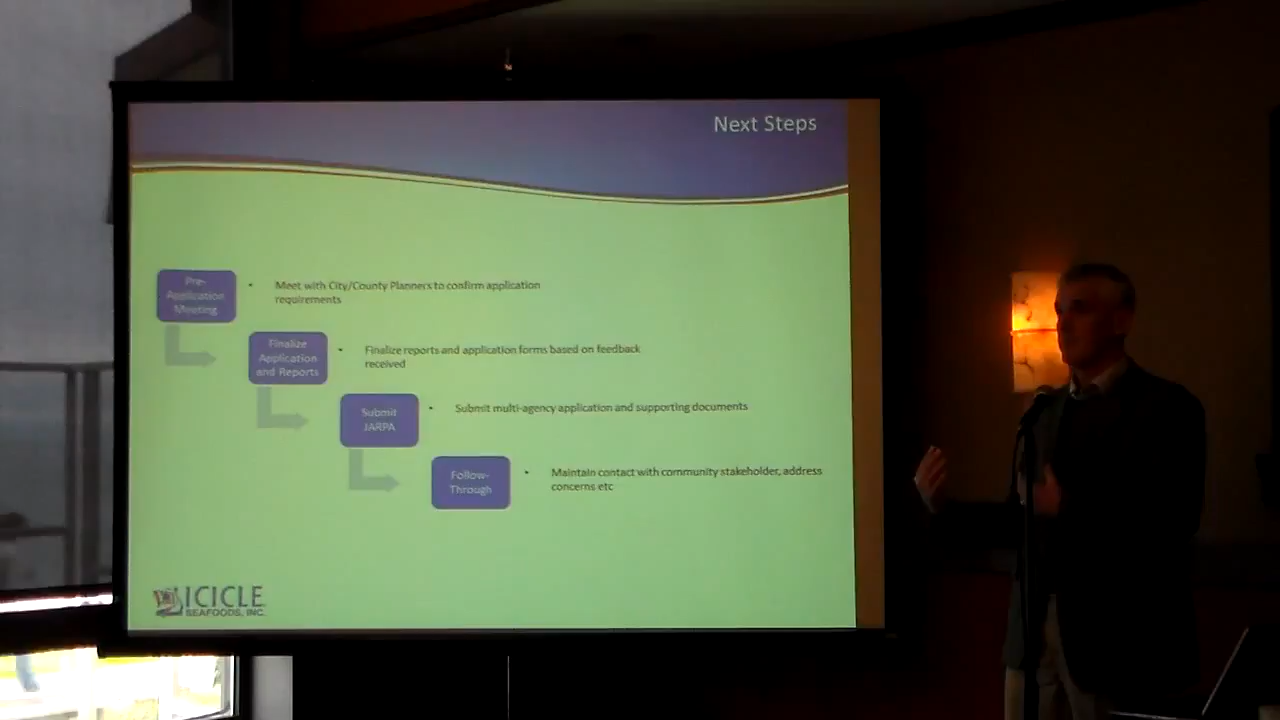 Next Steps
Pre-
Application
Meeting
• Meet with City/County Planners to confirm application
requirements
Finalize
Application
and Reports
• Finalize reports and application forms based on feedback
received
Submit
JARPA
• Submit multi-agency application and supporting documents
Follow-
Through
• Maintain contact with community stakeholder, address
concerns etc
ICICLE
SEAFOODS, INC.